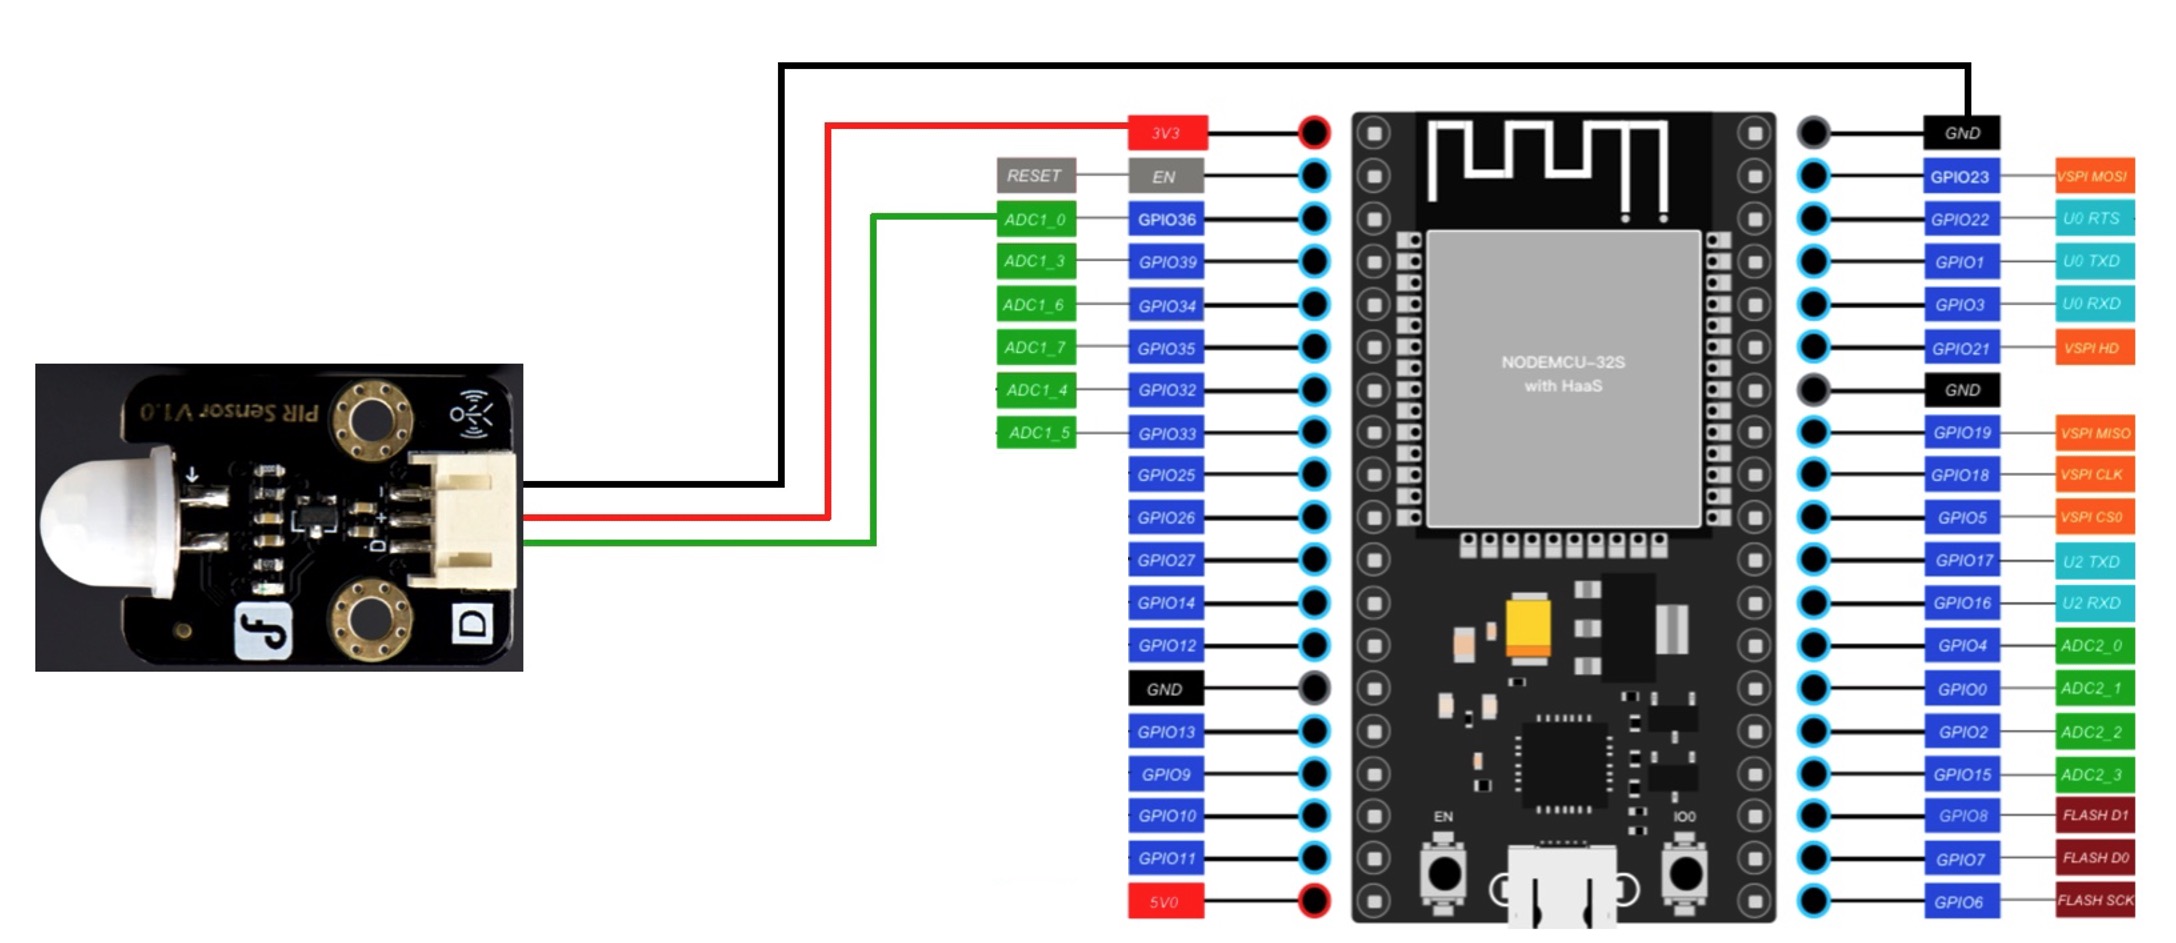 3V3
RESET EN
ADC1_0 GPIO36
ADC1_3 GPIO39
ADC1_6 GPIO34
ADC1_7 GPIO35
ADC1_4 GPIO32
ADC1_5 GPIO33
GPIO25
GPIO26
GPIO27
GPIO14
GPIO12
GND
GPIO13
GPIO9
GPIO10
GPIO11
5V0
PIR Sensor V1.0
-
+
D
D
NODEMCU-32S
with HaaS
EN
IO0
GND
GPIO23 VSPI MOSI
GPIO22 U0 RTS
GPIO1 U0 TXD
GPIO3 U0 RXD
GPIO21 VSPI HD
GND
GPIO19 VSPI MISO
GPIO18 VSPI CLK
GPIO5 VSPI CS0
GPIO17 U2 TXD
GPIO16 U2 RXD
GPIO4 ADC2_0
GPIO0 ADC2_1
GPIO2 ADC2_2
GPIO15 ADC2_3
GPIO8 FLASH D1
GPIO7 FLASH D0
GPIO6 FLASH SCK